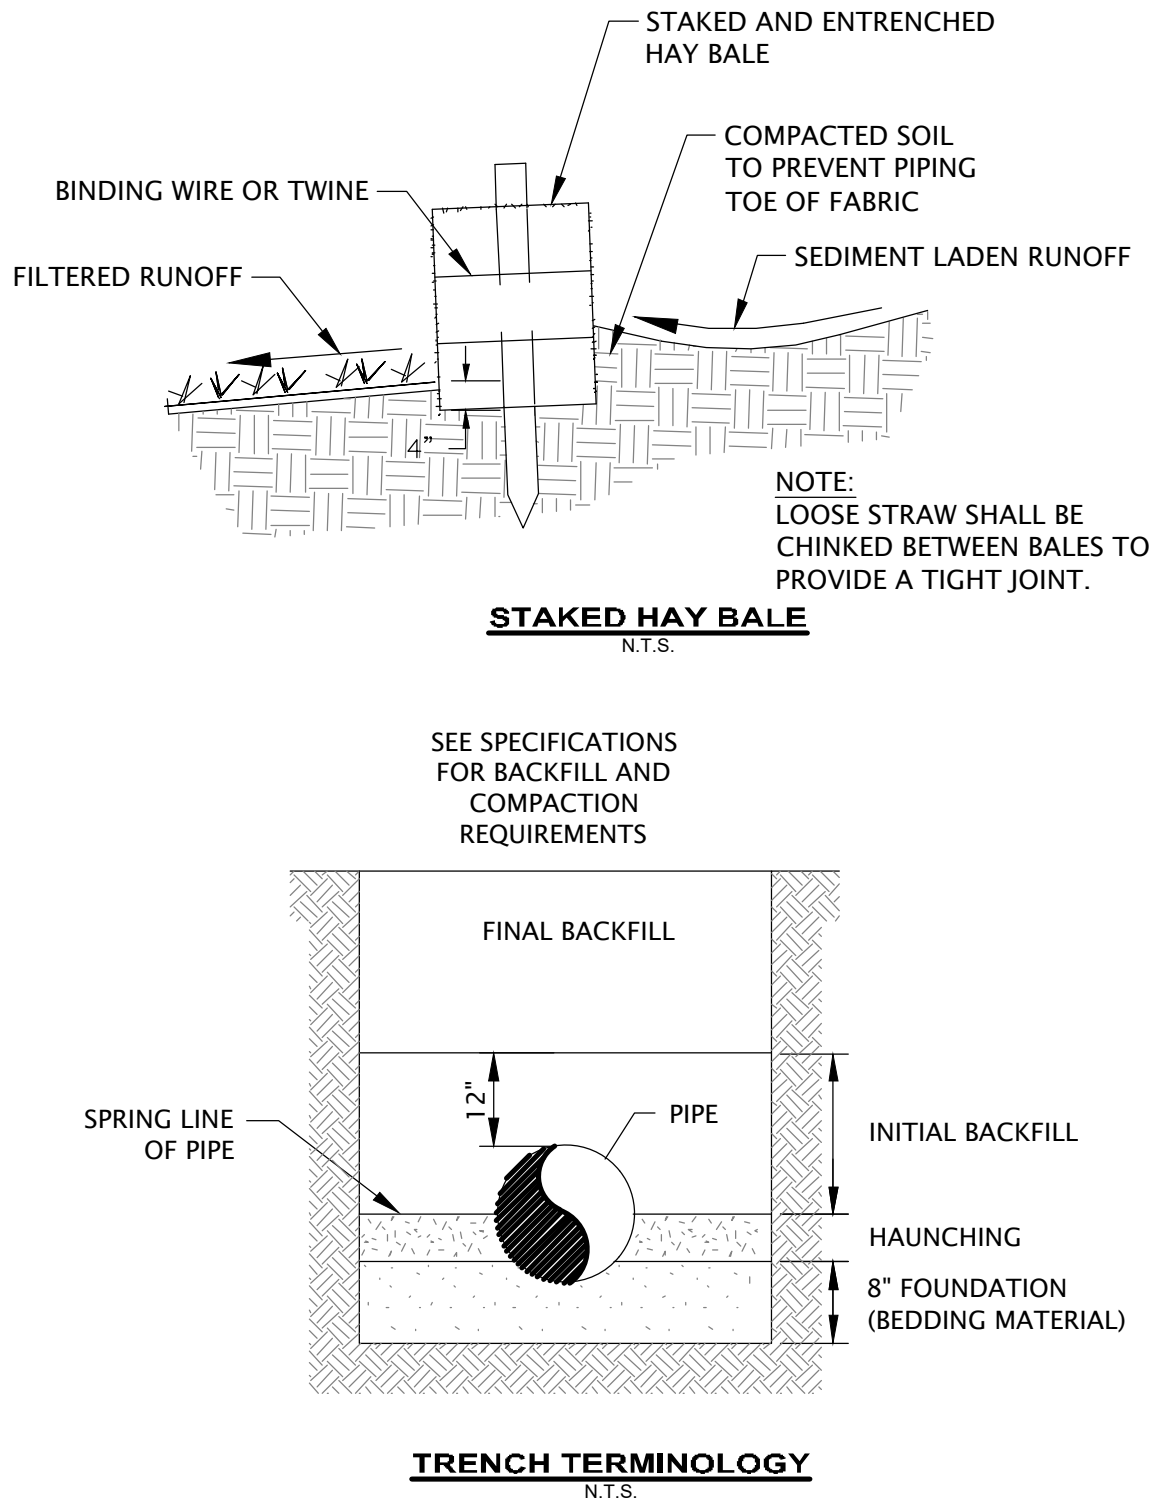 STAKED AND ENTRENCHED
HAY BALE
COMPACTED SOIL
TO PREVENT PIPING
TOE OF FABRIC
BINDING WIRE OR TWINE
SEDIMENT LADEN RUNOFF
FILTERED RUNOFF
4”
NOTE:
LOOSE STRAW SHALL BE
CHINKED BETWEEN BALES TO
PROVIDE A TIGHT JOINT.
STAKED HAY BALE
N.T.S.
SEE SPECIFICATIONS
FOR BACKFILL AND
COMPACTION
REQUIREMENTS
FINAL BACKFILL
12"
PIPE
SPRING LINE
OF PIPE
INITIAL BACKFILL
HAUNCHING
8" FOUNDATION
(BEDDING MATERIAL)
TRENCH TERMINOLOGY
N.T.S.